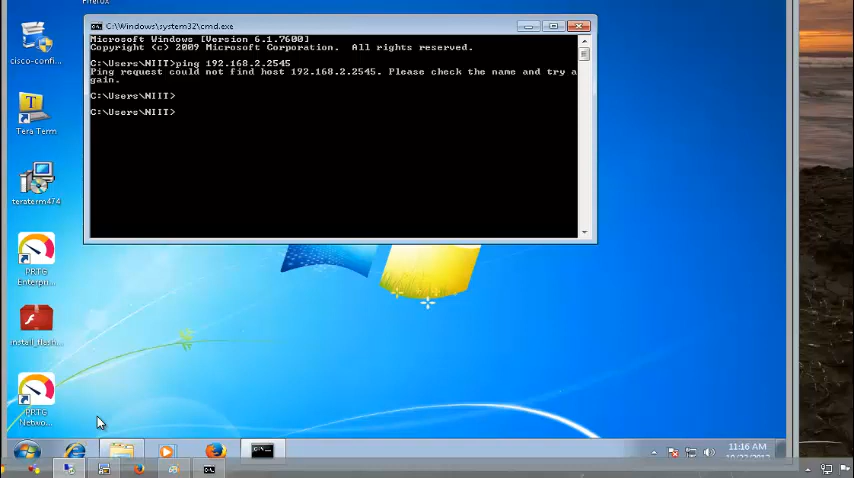 Firefox
C:\Windows\system32\cmd.exe
Microsoft Windows [Version 6.1.7600]
Copyright (c) 2009 Microsoft Corporation.  All rights reserved.
C:\Users\NIIT>ping 192.168.2.2545
Ping request could not find host 192.168.2.2545. Please check the name and try a
gain.
C:\Users\NIIT>
C:\Users\NIIT>
cisco-confi...
Tera Term
teraterm474
PRTG
Enterpr...
install_flash...
PRTG
Netwo...
11:16 AM